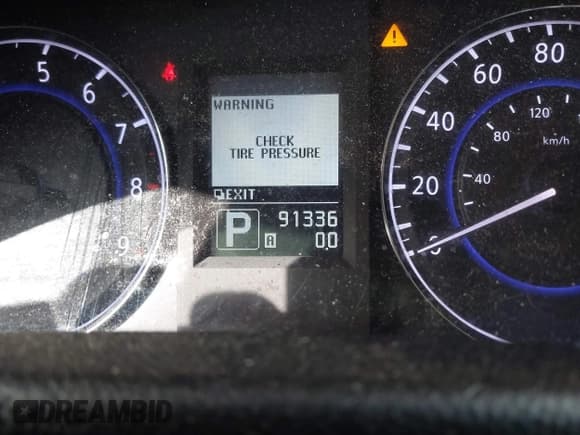 5
6
7
8
9
WARNING
CHECK
TIRE PRESSURE
EXIT
P
91336
A
0.0
0
20
40
60
80
40
80
120
km/h
DREAMBID